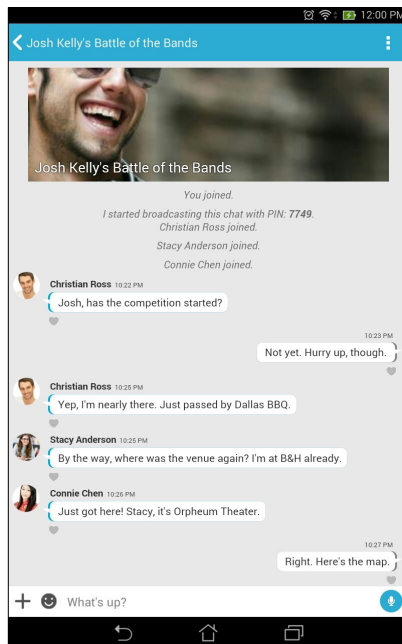 12:00 PM
Josh Kelly's Battle of the Bands
Josh Kelly's Battle of the Bands
You joined.
I started broadcasting this chat with PIN: 7749.
Christian Ross joined.
Stacy Anderson joined.
Connie Chen joined.
Christian Ross 10:22 PM
Josh, has the competition started?
10:23 PM
Not yet. Hurry up, though.
Christian Ross 10:25 PM
Yep, I'm nearly there. Just passed by Dallas BBQ.
Stacy Anderson 10:25 PM
By the way, where was the venue again? I'm at B&H already.
Connie Chen 10:26 PM
Just got here! Stacy, it's Orpheum Theater.
10:27 PM
Right. Here's the map.
What's up?